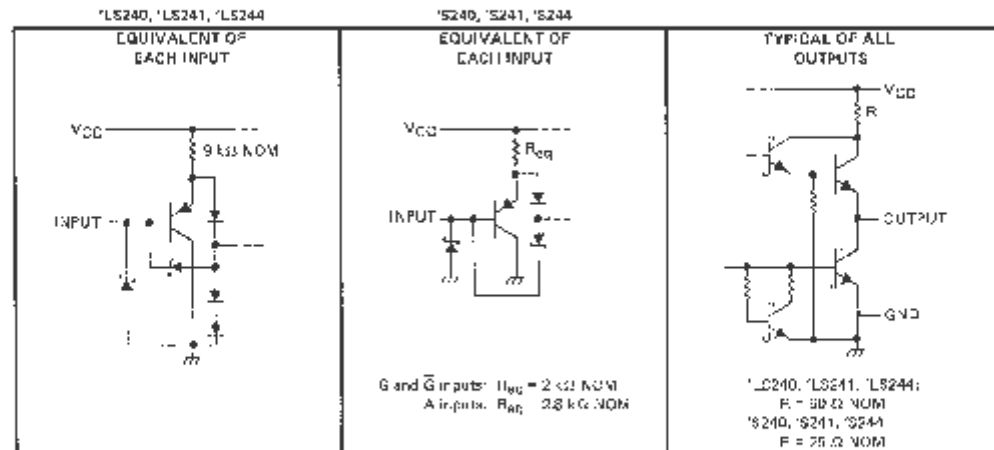 'LS240, 'LS241, 'LS244
EQUIVALENT OF
EACH INPUT
VCC
9 kΩ NOM
INPUT
'S240, 'S241, 'S244
EQUIVALENT OF
EACH INPUT
VCC
Req
INPUT
G and G̅ inputs: Req = 2 kΩ NOM
A inputs: Req = 2.8 kΩ NOM
TYPICAL OF ALL
OUTPUTS
VCC
R
OUTPUT
GND
'LS240, 'LS241, 'LS244:
R = 50 Ω NOM
'S240, 'S241, 'S244
R = 25 Ω NOM